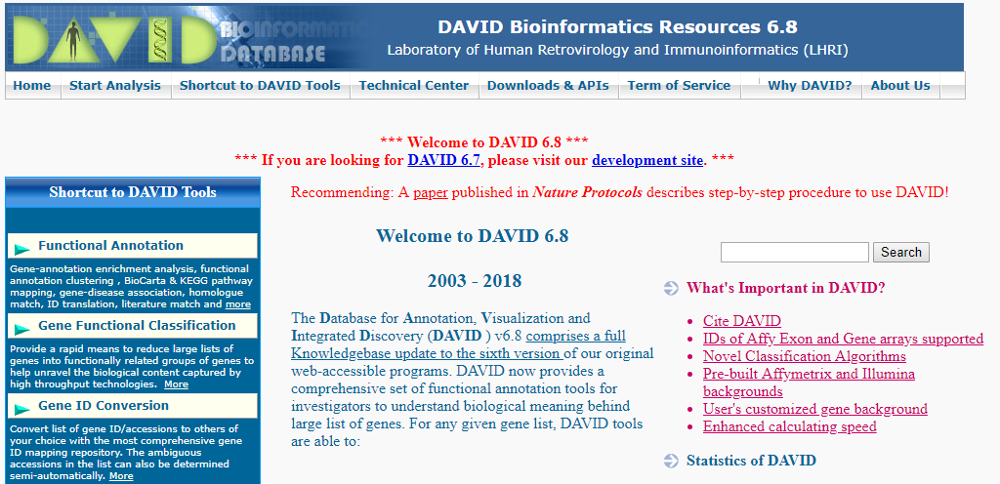 DAVID BIOINFORMATICS
DATABASE
DAVID Bioinformatics Resources 6.8
Laboratory of Human Retrovirology and Immunoinformatics (LHRI)
Home Start Analysis Shortcut to DAVID Tools Technical Center Downloads & APIs Term of Service Why DAVID? About Us
*** Welcome to DAVID 6.8 ***
*** If you are looking for DAVID 6.7, please visit our development site. ***
Shortcut to DAVID Tools
Functional Annotation
Gene-annotation enrichment analysis, functional
annotation clustering , BioCarta & KEGG pathway
mapping, gene-disease association, homologue
match, ID translation, literature match and more
Gene Functional Classification
Provide a rapid means to reduce large lists of
genes into functionally related groups of genes to
help unravel the biological content captured by
high throughput technologies. More
Gene ID Conversion
Convert list of gene ID/accessions to others of
your choice with the most comprehensive gene
ID mapping repository. The ambiguous
accessions in the list can also be determined
semi-automatically. More
Recommending: A paper published in Nature Protocols describes step-by-step procedure to use DAVID!
Welcome to DAVID 6.8
2003 - 2018
The Database for Annotation, Visualization and
Integrated Discovery (DAVID ) v6.8 comprises a full
Knowledgebase update to the sixth version of our original
web-accessible programs. DAVID now provides a
comprehensive set of functional annotation tools for
investigators to understand biological meaning behind
large list of genes. For any given gene list, DAVID tools
are able to:
Search
What's Important in DAVID?
• Cite DAVID
• IDs of Affy Exon and Gene arrays supported
• Novel Classification Algorithms
• Pre-built Affymetrix and Illumina
backgrounds
• User's customized gene background
• Enhanced calculating speed
Statistics of DAVID